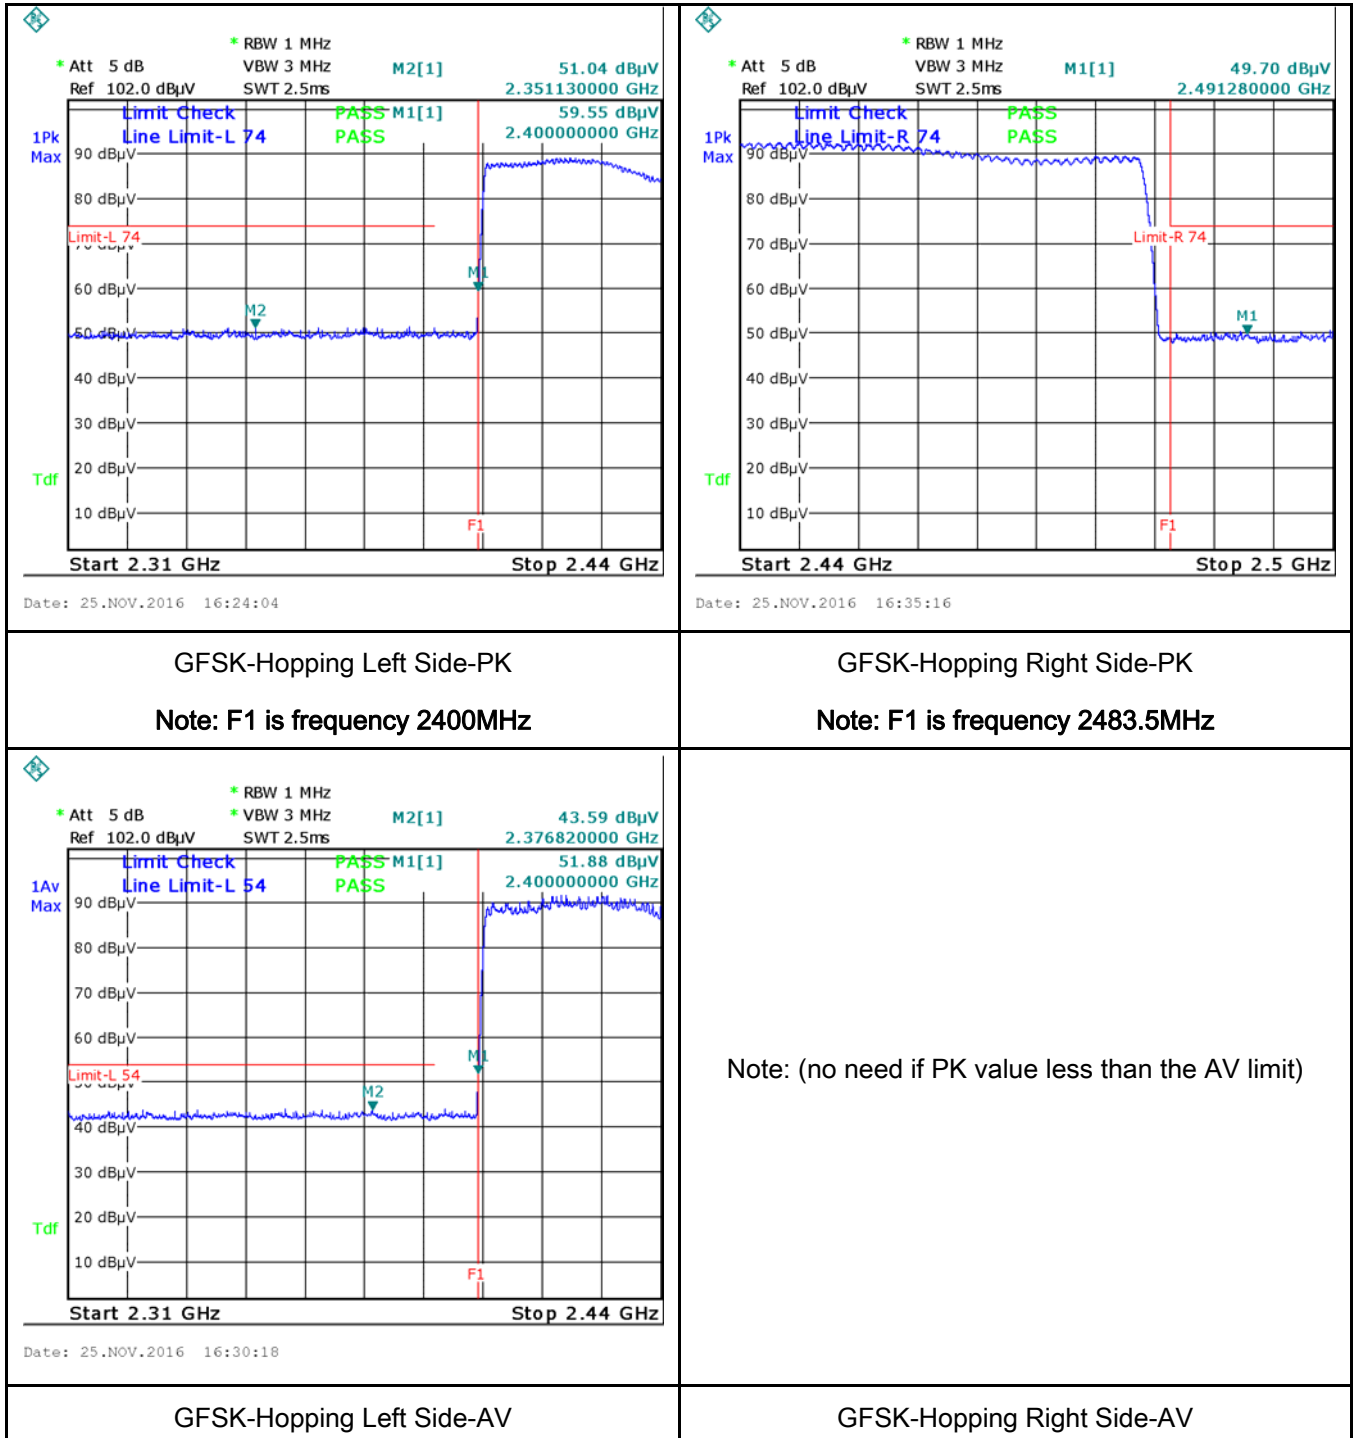 * RBW 1 MHz
* Att 5 dB VBW 3 MHz M2[1] 51.04 dBµV
Ref 102.0 dBµV SWT 2.5ms 2.351130000 GHz
Limit Check PASS M1[1] 59.55 dBµV
1Pk Line Limit-L 74 PASS 2.400000000 GHz
Max 90 dBµV
80 dBµV
Limit-L 74
70 dBµV
M1
60 dBµV
M2
50 dBµV
40 dBµV
30 dBµV
20 dBµV
Tdf
10 dBµV
F1
Start 2.31 GHz Stop 2.44 GHz
Date: 25.NOV.2016 16:24:04
* RBW 1 MHz
* Att 5 dB VBW 3 MHz M1[1] 49.70 dBµV
Ref 102.0 dBµV SWT 2.5ms 2.491280000 GHz
Limit Check PASS
1Pk Line Limit-R 74 PASS
Max 90 dBµV
80 dBµV
70 dBµV Limit-R 74
60 dBµV
M1
50 dBµV
40 dBµV
30 dBµV
20 dBµV
Tdf
10 dBµV
F1
Start 2.44 GHz Stop 2.5 GHz
Date: 25.NOV.2016 16:35:16
GFSK-Hopping Left Side-PK
Note: F1 is frequency 2400MHz
GFSK-Hopping Right Side-PK
Note: F1 is frequency 2483.5MHz
* RBW 1 MHz
* Att 5 dB * VBW 3 MHz M2[1] 43.59 dBµV
Ref 102.0 dBµV SWT 2.5ms 2.376820000 GHz
Limit Check PASS M1[1] 51.88 dBµV
1Av Line Limit-L 54 PASS 2.400000000 GHz
Max 90 dBµV
80 dBµV
70 dBµV
60 dBµV
M1
Limit-L 54
50 dBµV
M2
40 dBµV
30 dBµV
20 dBµV
Tdf
10 dBµV
F1
Start 2.31 GHz Stop 2.44 GHz
Date: 25.NOV.2016 16:30:18
Note: (no need if PK value less than the AV limit)
GFSK-Hopping Left Side-AV
GFSK-Hopping Right Side-AV